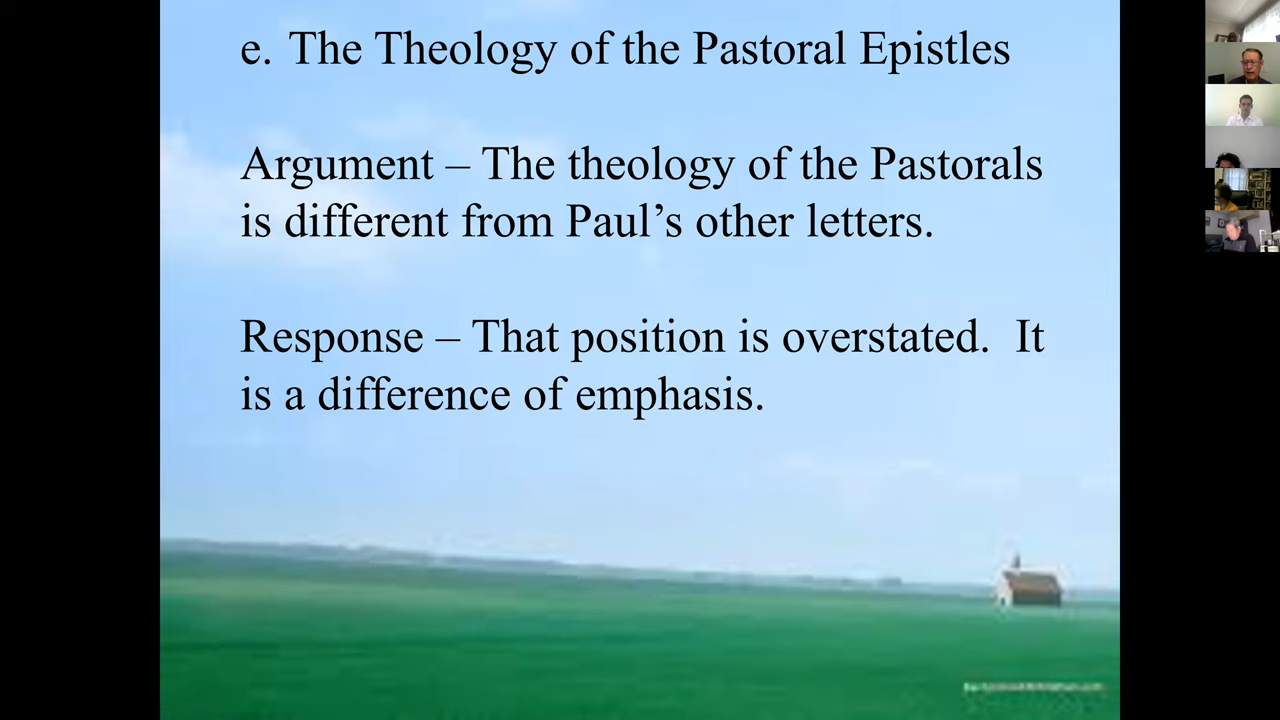 e. The Theology of the Pastoral Epistles
Argument – The theology of the Pastorals
is different from Paul’s other letters.
Response – That position is overstated.  It
is a difference of emphasis.